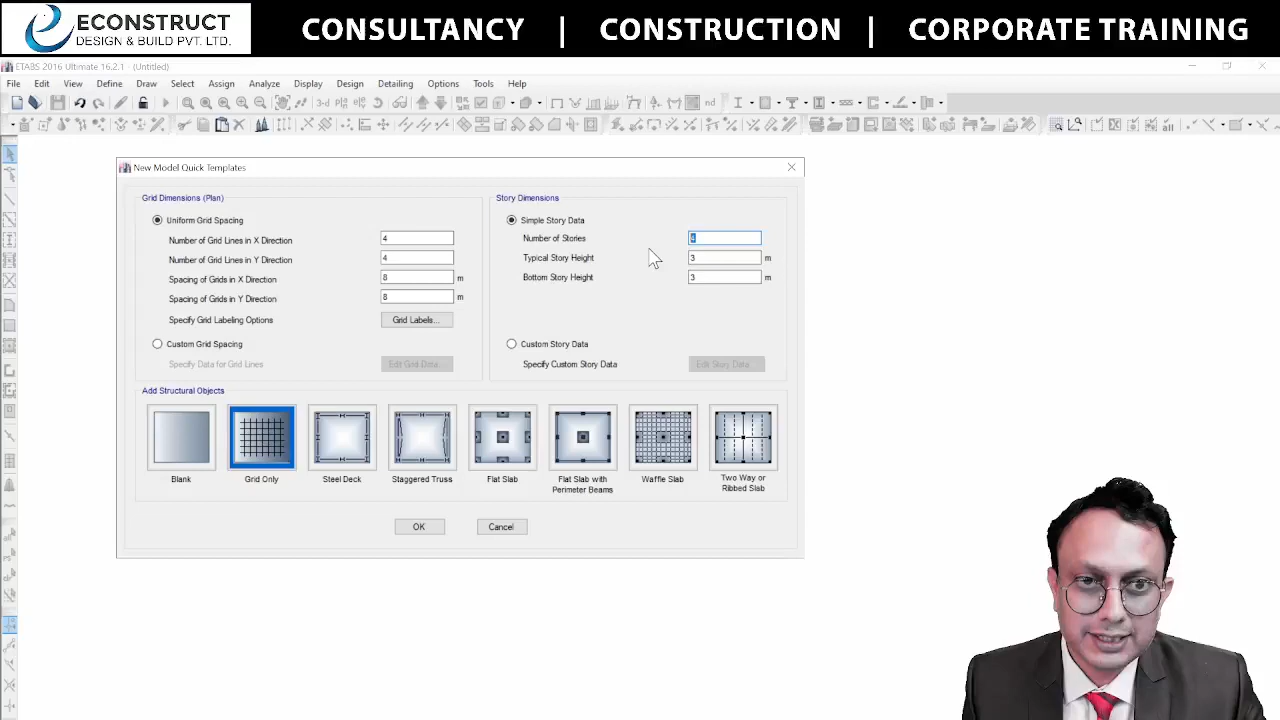 ECONSTRUCT
DESIGN & BUILD PVT. LTD.
CONSULTANCY | CONSTRUCTION | CORPORATE TRAINING
ETABS 2016 Ultimate 16.2.1 - (Untitled)
File Edit View Define Draw Select Assign Analyze Display Design Detailing Options Tools Help
3-d
nd
all
New Model Quick Templates
Grid Dimensions (Plan)
Uniform Grid Spacing
Number of Grid Lines in X Direction 4
Number of Grid Lines in Y Direction 4
Spacing of Grids in X Direction 8 m
Spacing of Grids in Y Direction 8 m
Specify Grid Labeling Options Grid Labels...
Custom Grid Spacing
Specify Data for Grid Lines Edit Grid Data...
Story Dimensions
Simple Story Data
Number of Stories 4
Typical Story Height 3 m
Bottom Story Height 3 m
Custom Story Data
Specify Custom Story Data Edit Story Data...
Add Structural Objects
Blank
Grid Only
Steel Deck
Staggered Truss
Flat Slab
Flat Slab with
Perimeter Beams
Waffle Slab
Two Way or
Ribbed Slab
OK Cancel